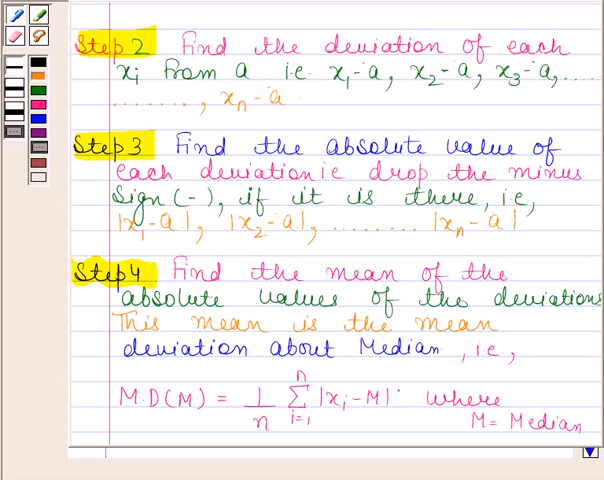 Step 2 Find the deviation of each
xi from a i.e. x₁-a, x₂-a, x₃-a, .....
........, xₙ-a
Step 3 Find the absolute value of
each deviation ie drop the minus
Sign (-), if it is there, i.e,
|x₁-a|, |x₂-a|, ........ |xₙ-a|
Step 4 Find the mean of the
absolute values of the deviations
This mean is the mean
deviation about Median, i.e,
M.D(M) = 1/n Σⁿᵢ₌₁ |xi-M|. where
M = Median